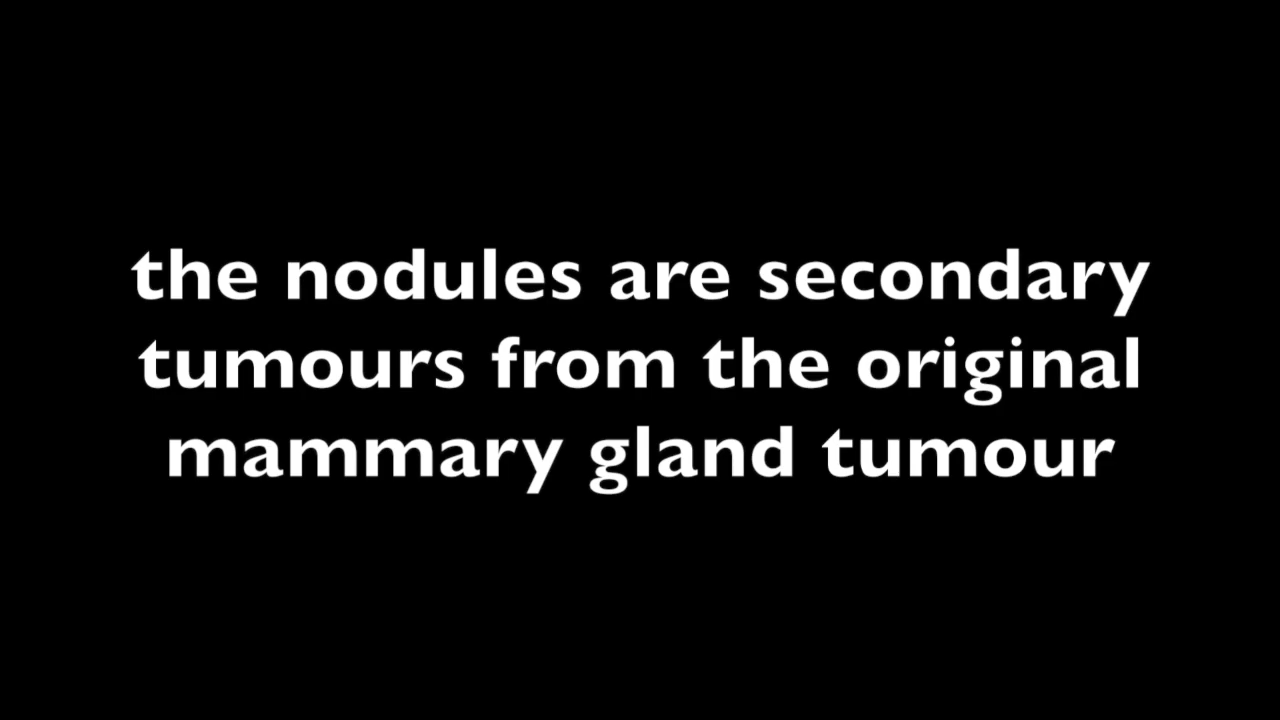 the nodules are secondary
tumours from the original
mammary gland tumour